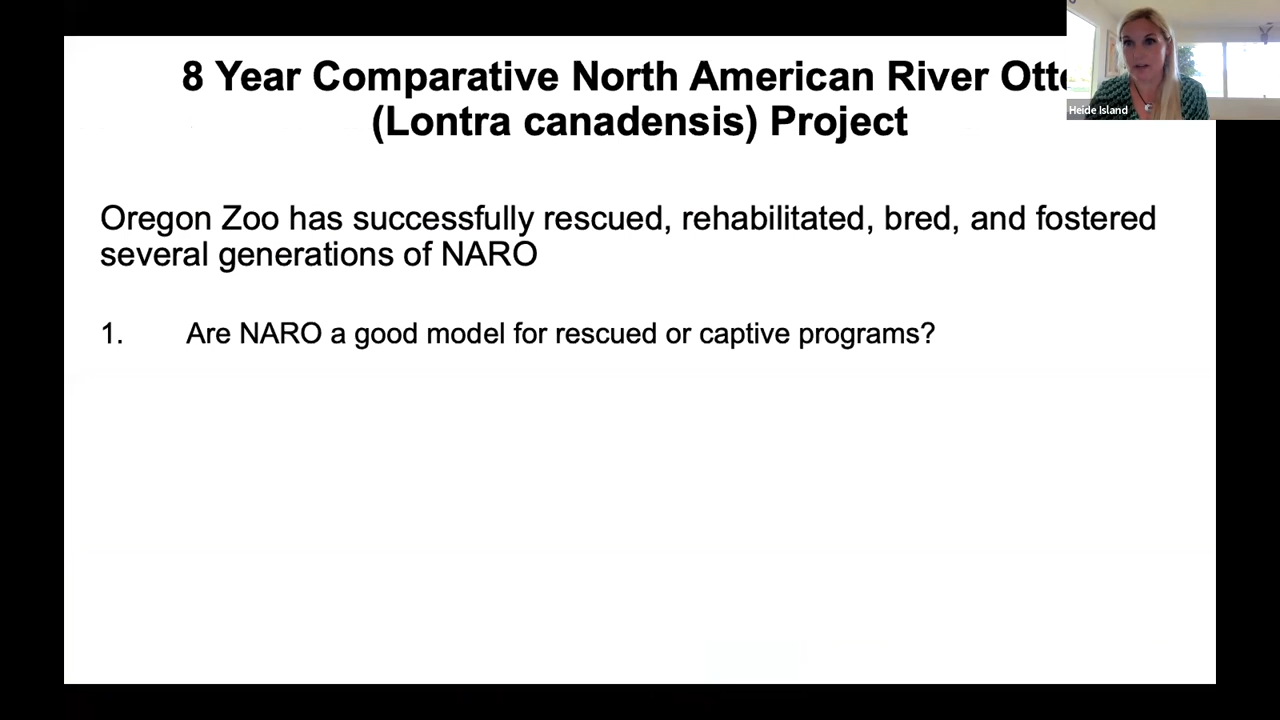 8 Year Comparative North American River Otte
(Lontra canadensis) Project
Heide Island
Oregon Zoo has successfully rescued, rehabilitated, bred, and fostered
several generations of NARO
1. Are NARO a good model for rescued or captive programs?